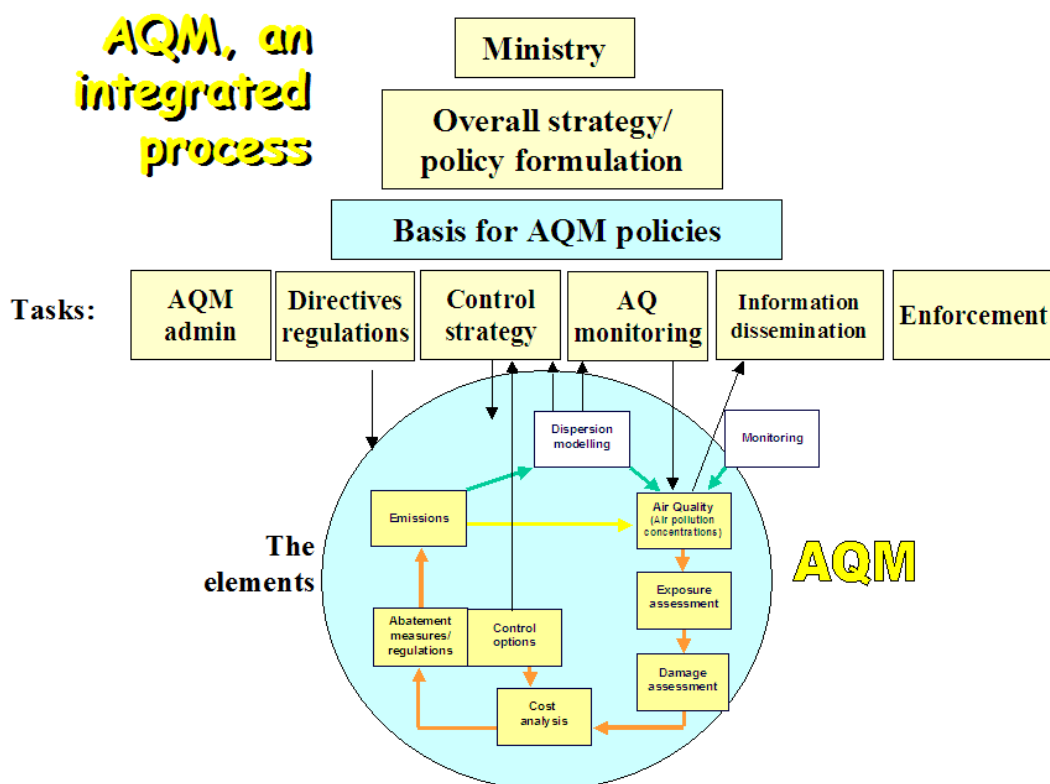 AQM, an
integrated
process
Ministry
Overall strategy/
policy formulation
Basis for AQM policies
Tasks:
AQM
admin
Directives
regulations
Control
strategy
AQ
monitoring
Information
dissemination
Enforcement
Dispersion
modelling
Monitoring
Emissions
Air Quality
(Air pollution
concentrations)
The
elements
AQM
Exposure
assessment
Abatement
measures/
regulations
Control
options
Damage
assessment
Cost
analysis